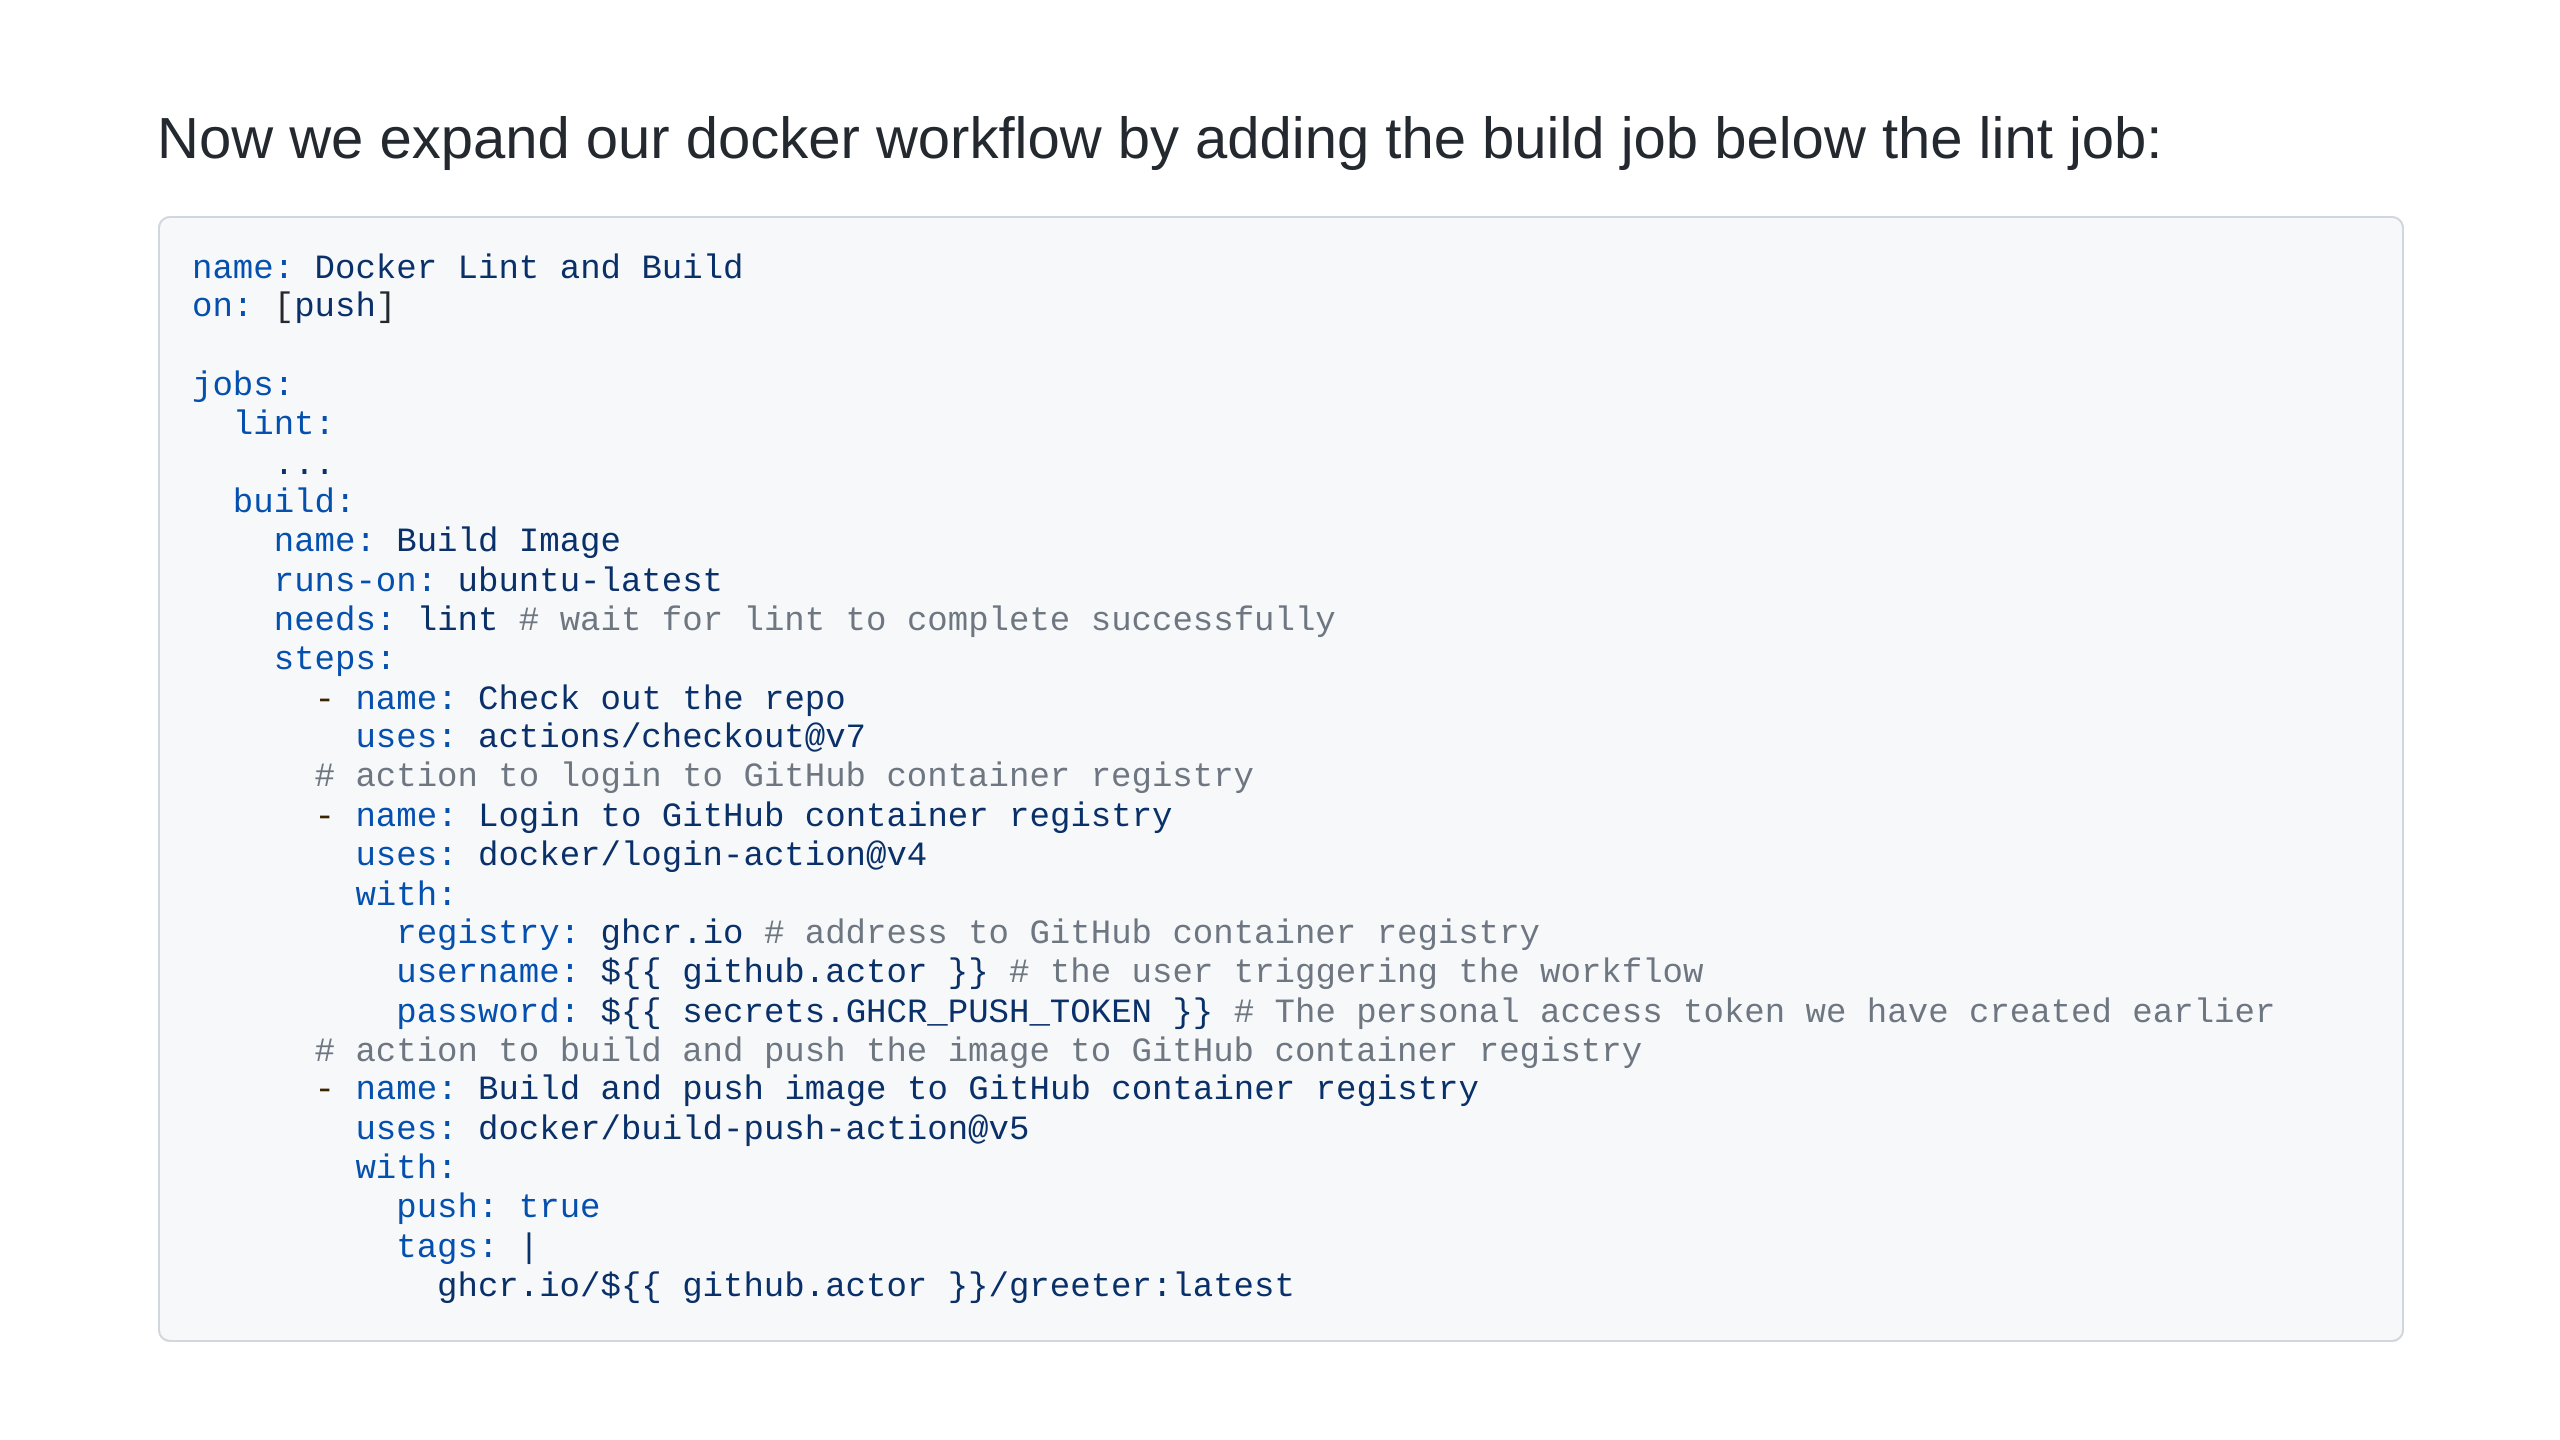 Now we expand our docker workflow by adding the build job below the lint job:
name: Docker Lint and Build
on: [push]

jobs:
  lint:
    ...
  build:
    name: Build Image
    runs-on: ubuntu-latest
    needs: lint # wait for lint to complete successfully
    steps:
      - name: Check out the repo
        uses: actions/checkout@v7
      # action to login to GitHub container registry
      - name: Login to GitHub container registry
        uses: docker/login-action@v4
        with:
          registry: ghcr.io # address to GitHub container registry
          username: ${{ github.actor }} # the user triggering the workflow
          password: ${{ secrets.GHCR_PUSH_TOKEN }} # The personal access token we have created earlier
      # action to build and push the image to GitHub container registry
      - name: Build and push image to GitHub container registry
        uses: docker/build-push-action@v5
        with:
          push: true
          tags: |
            ghcr.io/${{ github.actor }}/greeter:latest